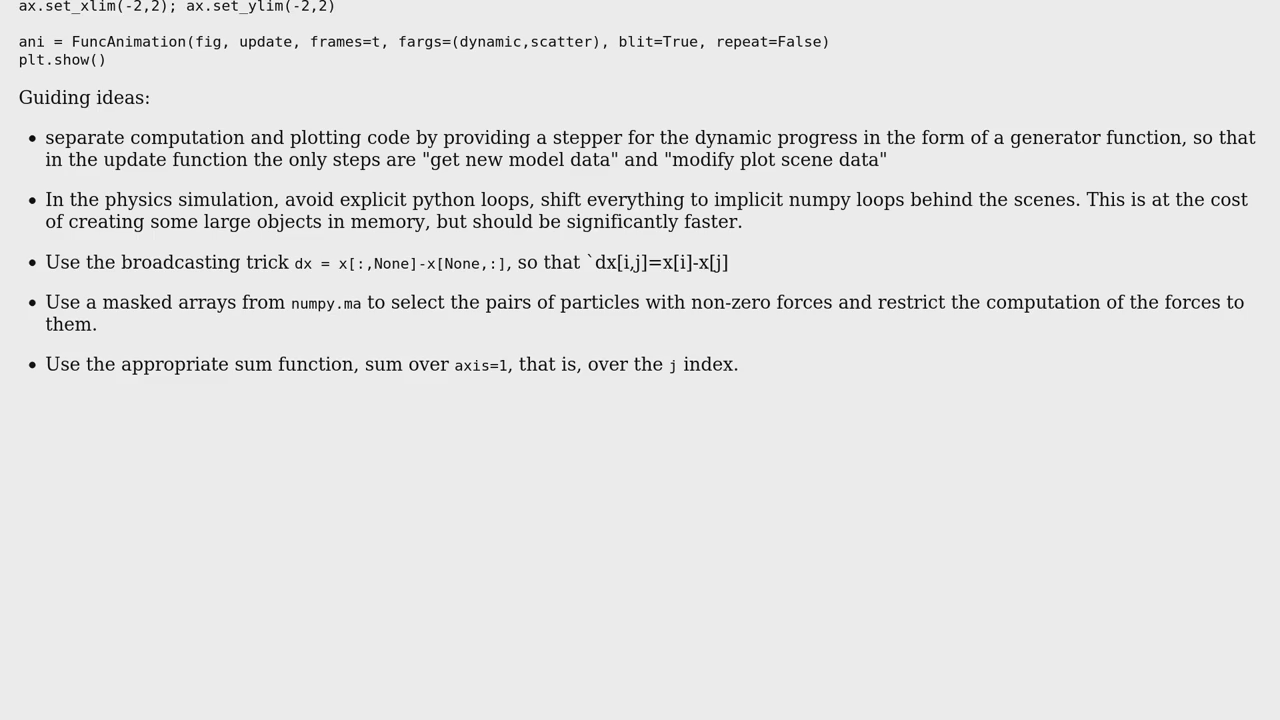 ax.set_xlim(-2,2); ax.set_ylim(-2,2)
ani = FuncAnimation(fig, update, frames=t, fargs=(dynamic,scatter), blit=True, repeat=False)
plt.show()
Guiding ideas:
• separate computation and plotting code by providing a stepper for the dynamic progress in the form of a generator function, so that
in the update function the only steps are "get new model data" and "modify plot scene data"
• In the physics simulation, avoid explicit python loops, shift everything to implicit numpy loops behind the scenes. This is at the cost
of creating some large objects in memory, but should be significantly faster.
• Use the broadcasting trick dx = x[:,None]-x[None,:], so that `dx[i,j]=x[i]-x[j]
• Use a masked arrays from numpy.ma to select the pairs of particles with non-zero forces and restrict the computation of the forces to
them.
• Use the appropriate sum function, sum over axis=1, that is, over the j index.